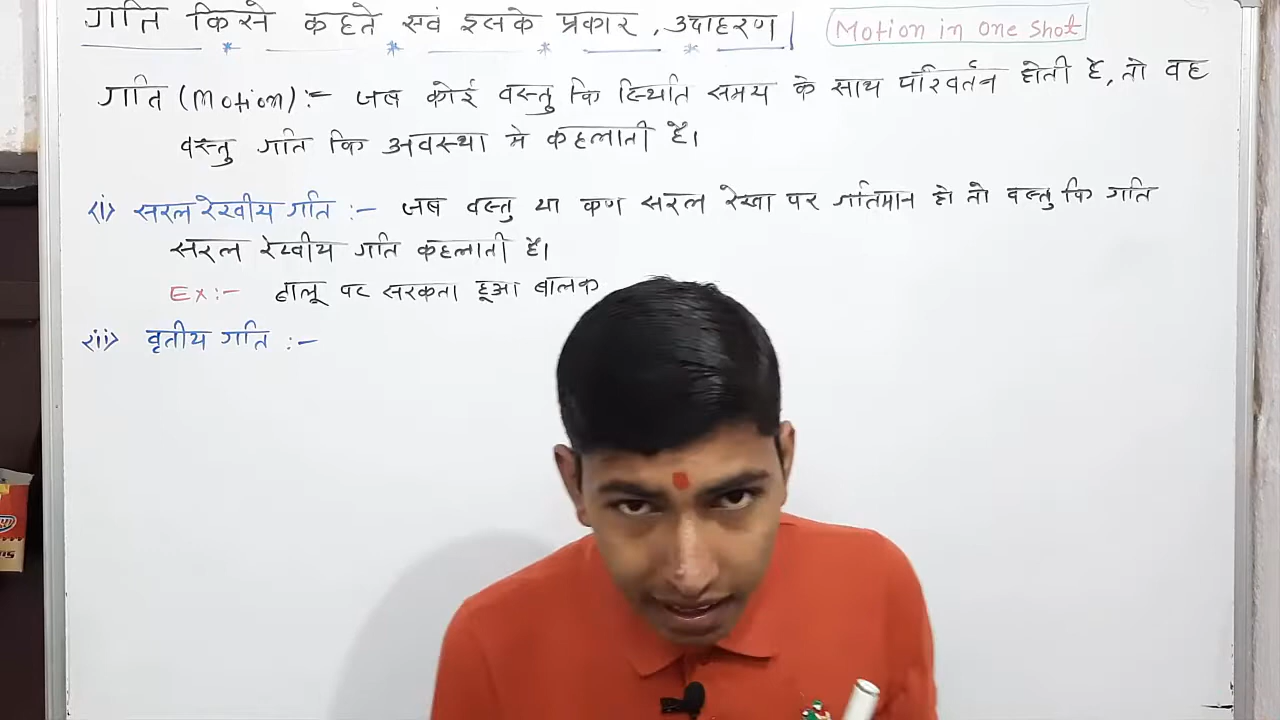 गति किसे कहते एवं इसके प्रकार, उदाहरण | Motion in one shot
गति (Motion) :- जब कोई वस्तु कि स्थिति समय के साथ परिवर्तन होती है, तो वह
वस्तु गति कि अवस्था मे कहलाती है।
(i) सरल रेखीय गति :- जब वस्तु या कण सरल रेखा पर गतिमान हो तो वस्तु कि गति
सरल रेखीय गति कहलाती है।
Ex:- ढालू पर सरकता हुआ बालक
(ii) वृतीय गति :-